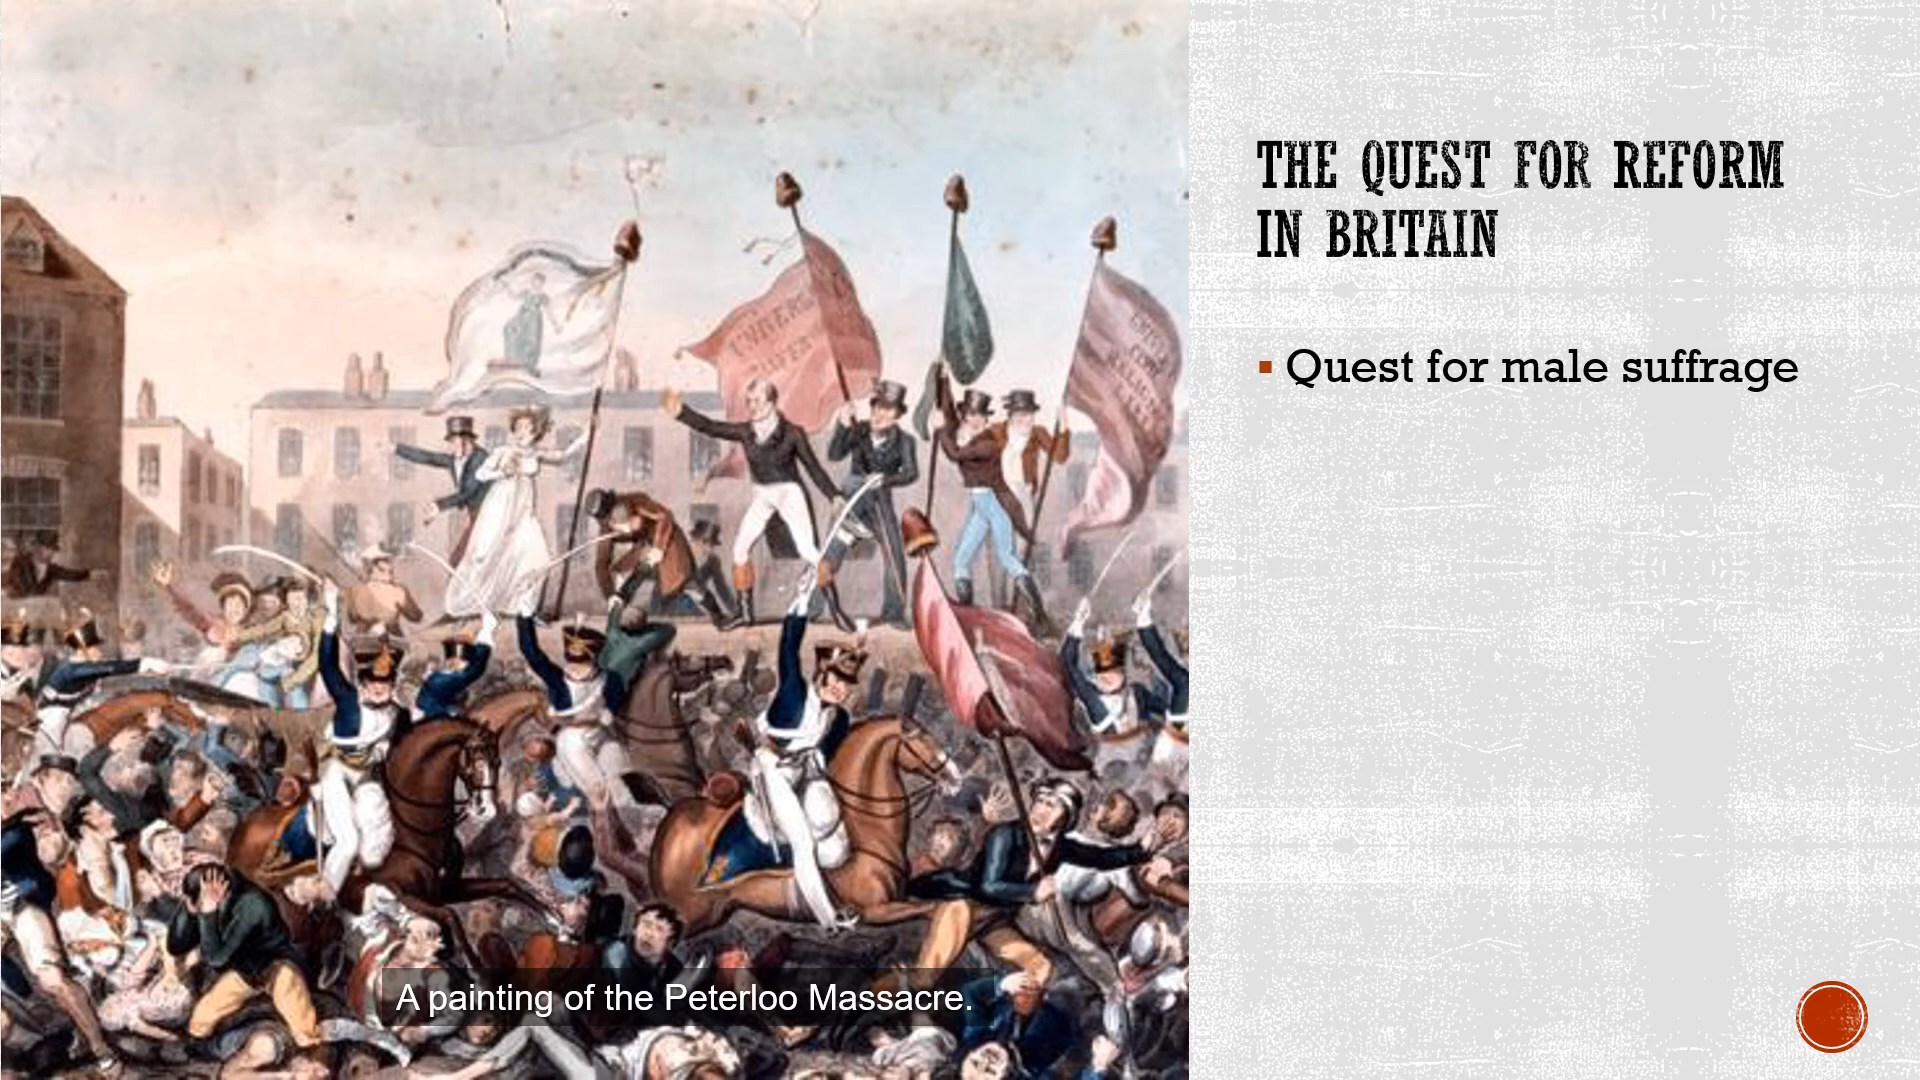 THE QUEST FOR REFORM
IN BRITAIN
Quest for male suffrage
A painting of the Peterloo Massacre.